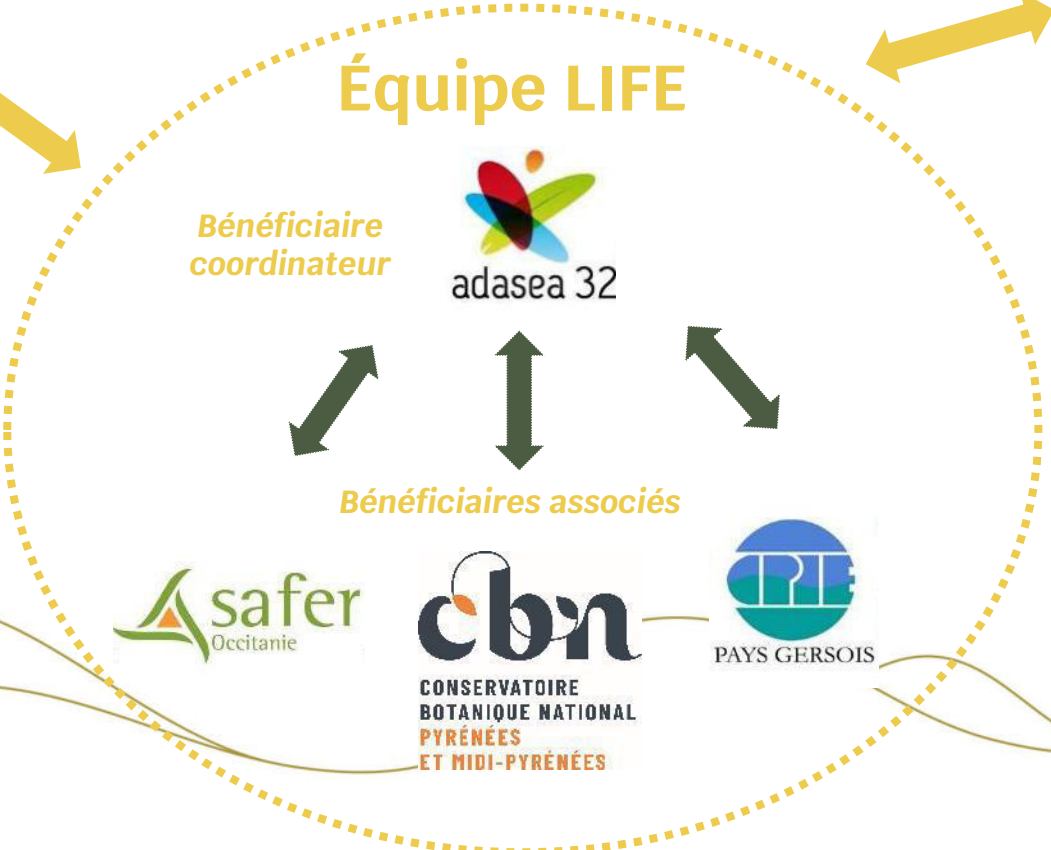 Équipe LIFE
Bénéficiaire
coordinateur
adasea 32
Bénéficiaires associés
safer
Occitanie
cbn
CONSERVATOIRE
BOTANIQUE NATIONAL
PYRÉNÉES
ET MIDI-PYRÉNÉES
CPIE
PAYS GERSOIS